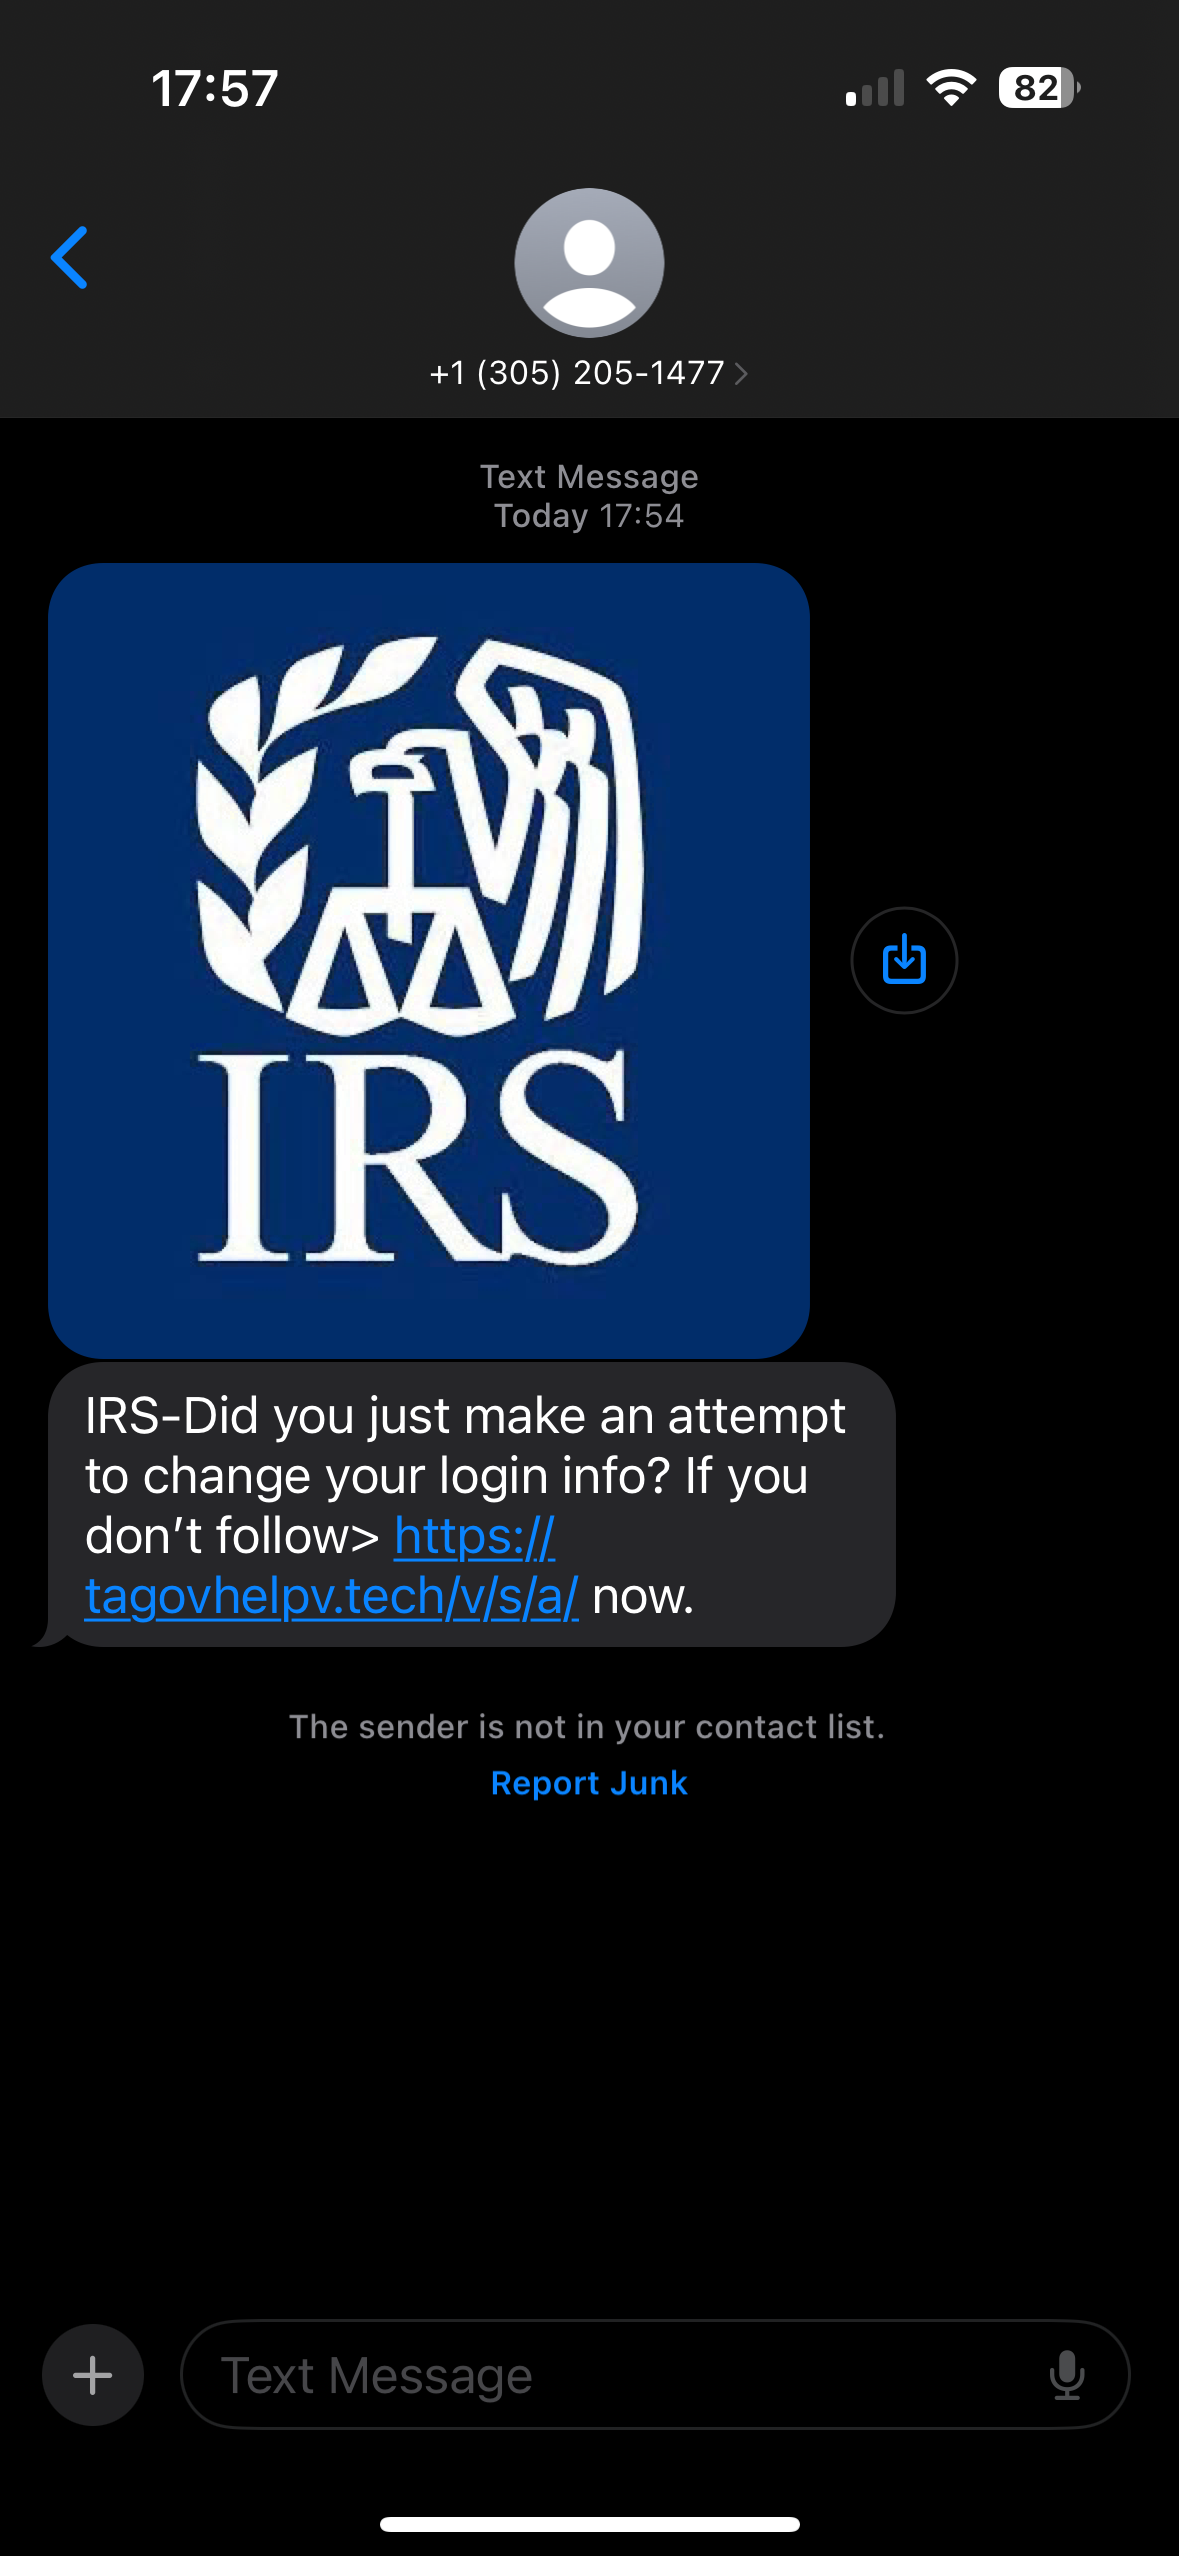 17:57
82
+1 (305) 205-1477
Text Message
Today 17:54
IRS
IRS-Did you just make an attempt
to change your login info? If you
don’t follow> https://
tagovhelpv.tech/v/s/a/ now.
The sender is not in your contact list.
Report Junk
Text Message